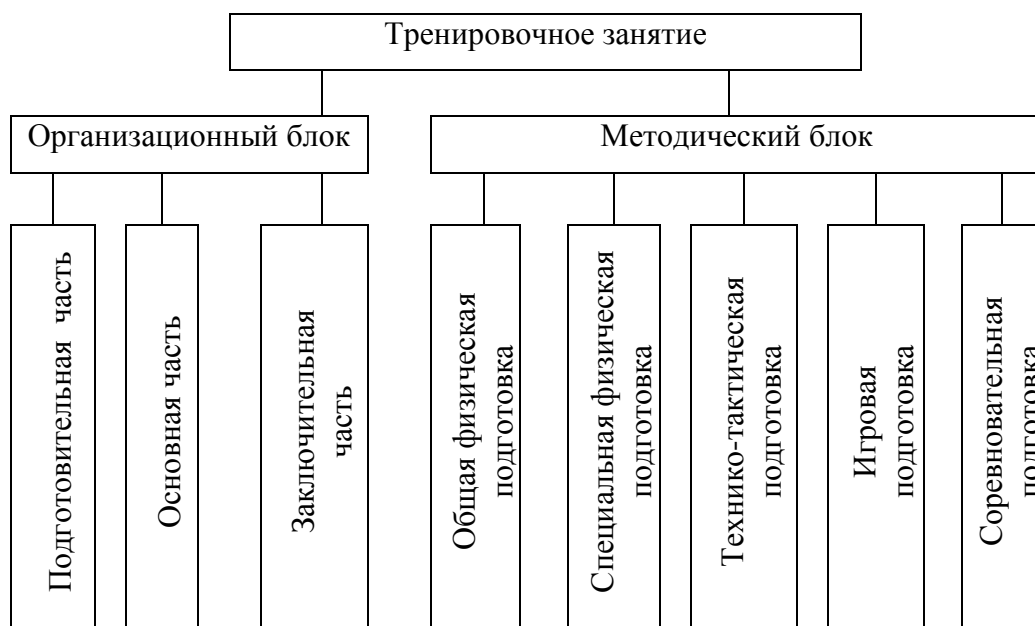 Тренировочное занятие
Организационный блок
Методический блок
Подготовительная часть
Основная часть
Заключительная
часть
Общая физическая
подготовка
Специальная физическая
подготовка
Технико-тактическая
подготовка
Игровая
подготовка
Соревновательная
подготовка